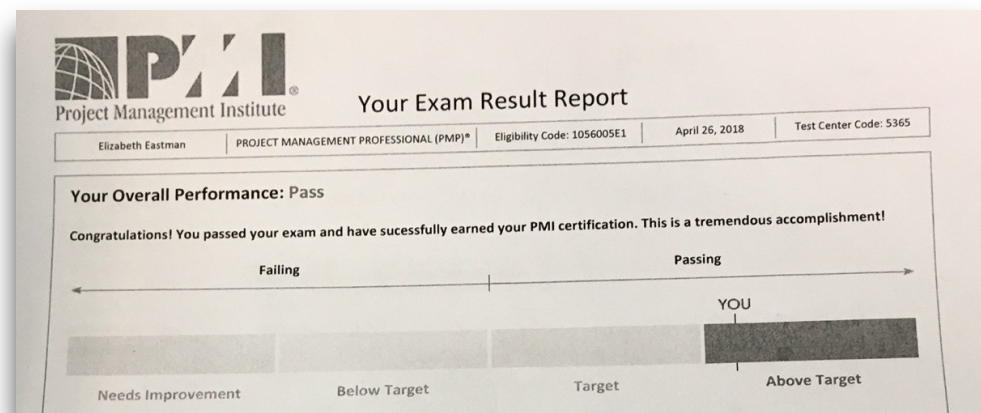 PMI®
Project Management Institute
Your Exam Result Report
Elizabeth Eastman PROJECT MANAGEMENT PROFESSIONAL (PMP)® Eligibility Code: 1056005E1 April 26, 2018 Test Center Code: 5365
Your Overall Performance: Pass
Congratulations! You passed your exam and have sucessfully earned your PMI certification. This is a tremendous accomplishment!
Failing Passing
YOU
Needs Improvement Below Target Target Above Target